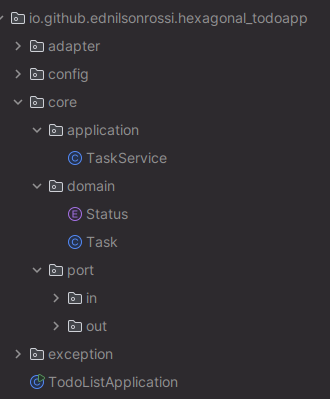 io.github.ednilsonrossi.hexagonal_todoapp
adapter
config
core
application
C TaskService
domain
E Status
C Task
port
in
out
exception
C TodoListApplication